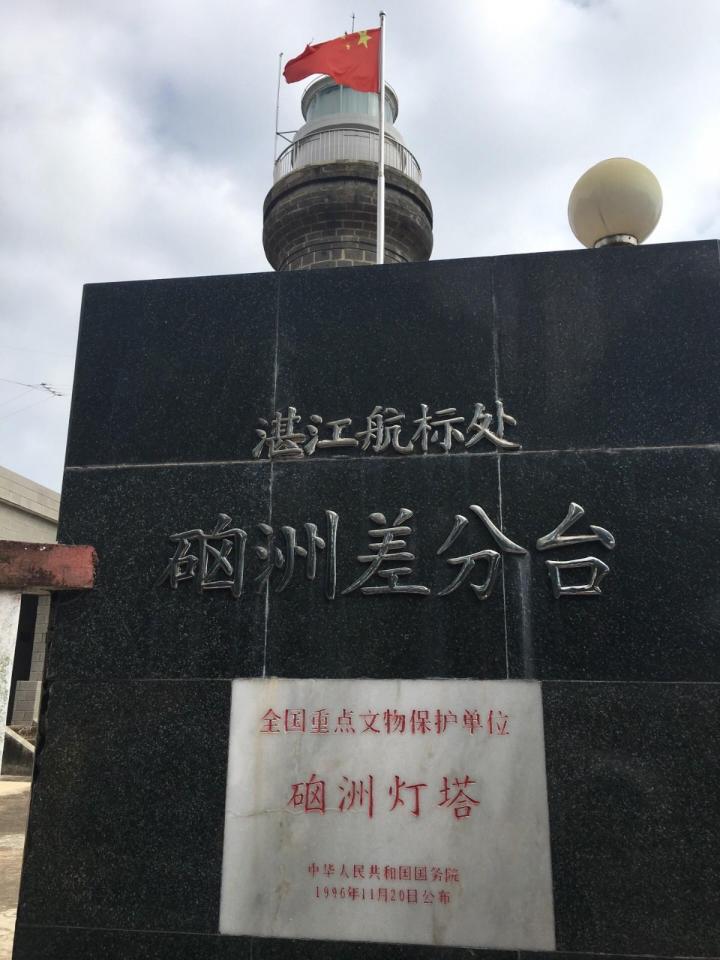 湛江航标处
硇洲差分台
全国重点文物保护单位
硇洲灯塔
中华人民共和国国务院
1996年11月20日公布